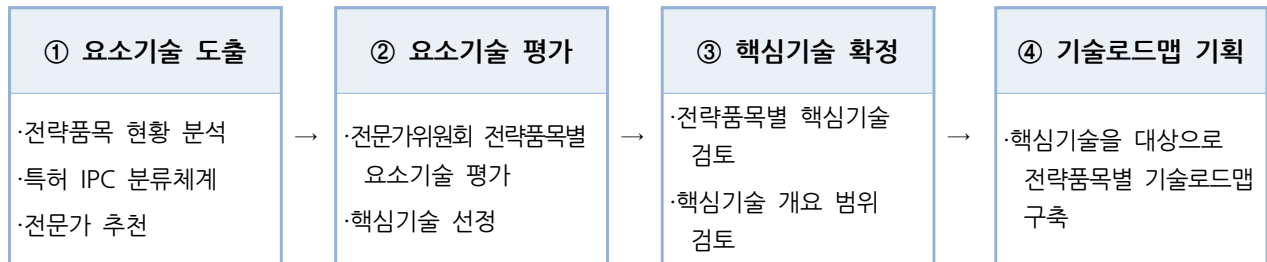 ① 요소기술 도출
·전략품목 현황 분석
·특허 IPC 분류체계
·전문가 추천
→
② 요소기술 평가
·전문가위원회 전략품목별
요소기술 평가
·핵심기술 선정
→
③ 핵심기술 확정
·전략품목별 핵심기술
검토
·핵심기술 개요 범위
검토
→
④ 기술로드맵 기획
·핵심기술을 대상으로
전략품목별 기술로드맵
구축